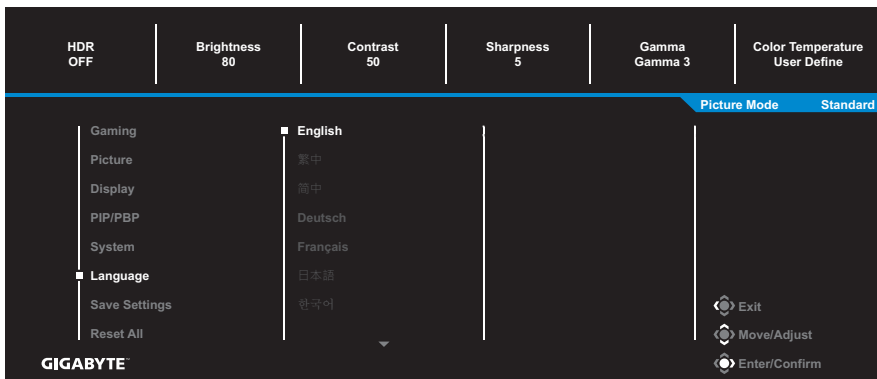 HDR
OFF
Brightness
80
Contrast
50
Sharpness
5
Gamma
Gamma 3
Color Temperature
User Define
Picture Mode Standard
Gaming
Picture
Display
PIP/PBP
System
Language
Save Settings
Reset All
English
繁中
简中
Deutsch
Français
日本語
한국어
Exit
Move/Adjust
Enter/Confirm
GIGABYTE™